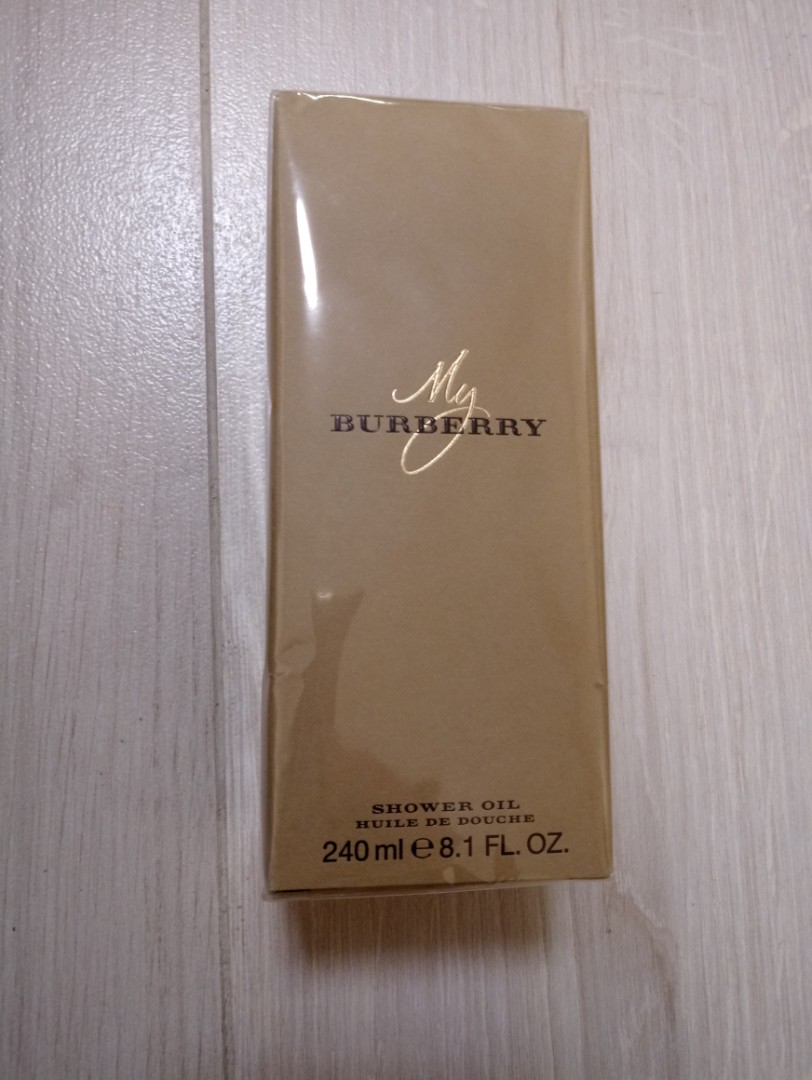 My
BURBERRY
SHOWER OIL
HUILE DE DOUCHE
240 ml ℮ 8.1 FL. OZ.